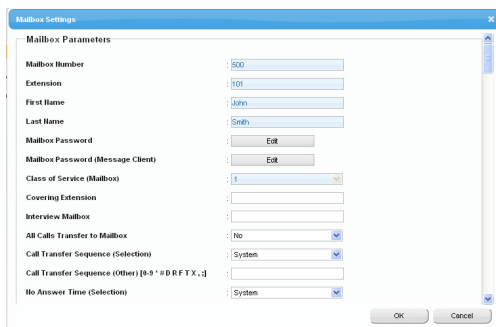 Mailbox Settings
Mailbox Parameters
Mailbox Number : 500
Extension : 101
First Name : John
Last Name : Smith
Mailbox Password : Edit
Mailbox Password (Message Client) : Edit
Class of Service (Mailbox) : 1
Covering Extension :
Interview Mailbox :
All Calls Transfer to Mailbox : No
Call Transfer Sequence (Selection) : System
Call Transfer Sequence (Other) [0-9 * # D R F T X , ;] :
No Answer Time (Selection) : System
OK Cancel